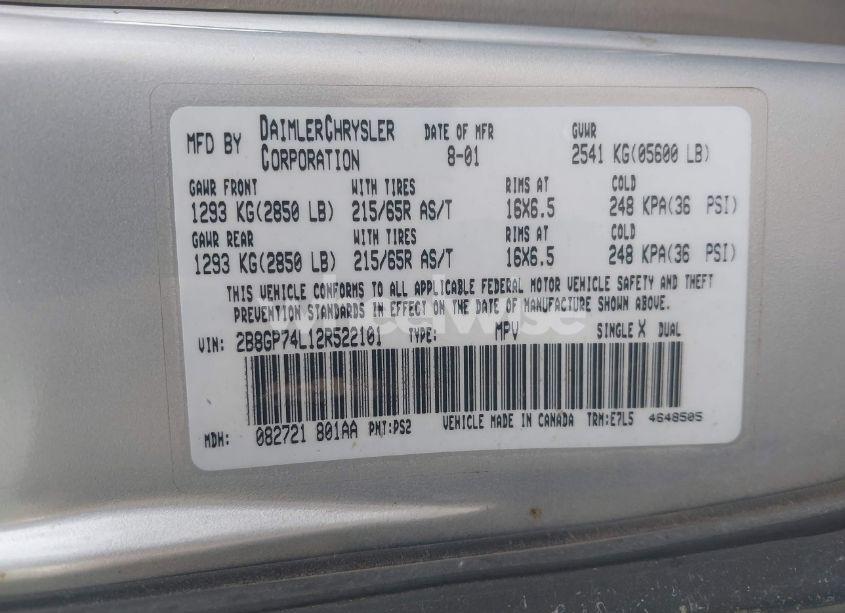 MFD BY DAIMLERCHRYSLER CORPORATION DATE OF MFR 8-01 GVWR 2541 KG(05600 LB)
GAWR FRONT WITH TIRES RIMS AT COLD
1293 KG(2850 LB) 215/65R AS/T 16X6.5 248 KPA(36 PSI)
GAWR REAR WITH TIRES RIMS AT COLD
1293 KG(2850 LB) 215/65R AS/T 16X6.5 248 KPA(36 PSI)
THIS VEHICLE CONFORMS TO ALL APPLICABLE FEDERAL MOTOR VEHICLE SAFETY AND THEFT
PREVENTION STANDARDS IN EFFECT ON THE DATE OF MANUFACTURE SHOWN ABOVE.
VIN: 2B8GP74L12R522101 TYPE: MPV SINGLE X DUAL
MDH: 082721 801AA PNT:PS2 VEHICLE MADE IN CANADA TRM:E7L5 4648505